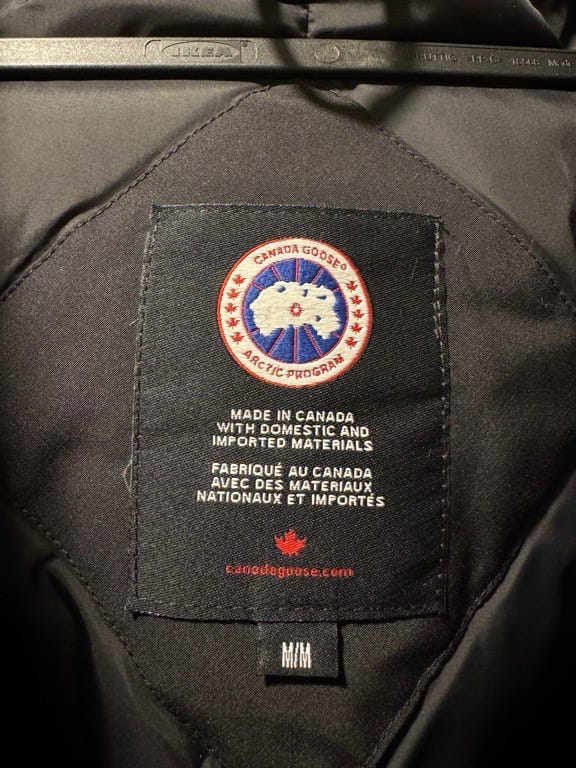 IKEA
CANADA GOOSE®
ARCTIC PROGRAM
MADE IN CANADA
WITH DOMESTIC AND
IMPORTED MATERIALS
FABRIQUÉ AU CANADA
AVEC DES MATERIAUX
NATIONAUX ET IMPORTÉS
canadagoose.com
M/M